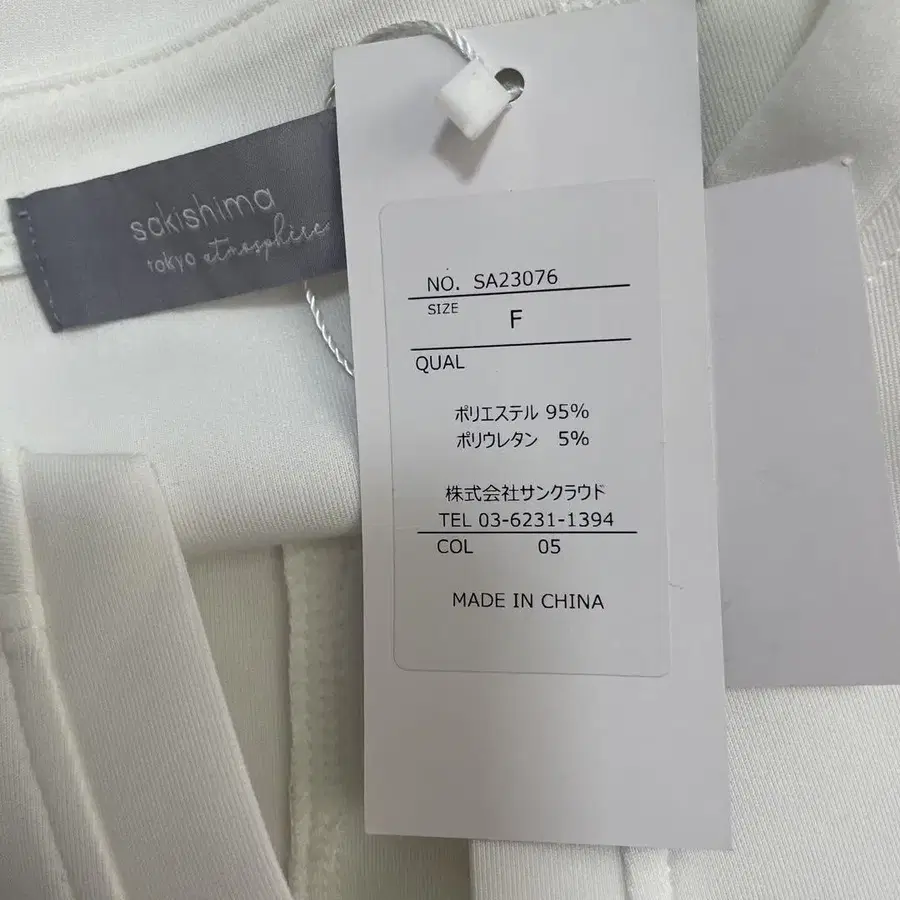 sakishima
TOKYO atmosphere
NO. SA23076
SIZE
F
QUAL
ポリエステル 95%
ポリウレタン 5%
株式会社サンクラウド
TEL 03-6231-1394
COL 05
MADE IN CHINA